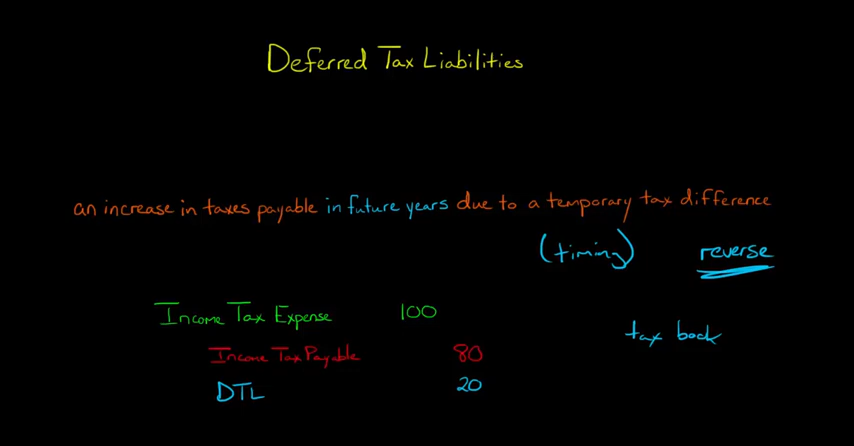 Deferred Tax Liabilities
an increase in taxes payable in future years due to a temporary tax difference
(timing) reverse
Income Tax Expense 100
tax book
Income Tax Payable 80
DTL 20